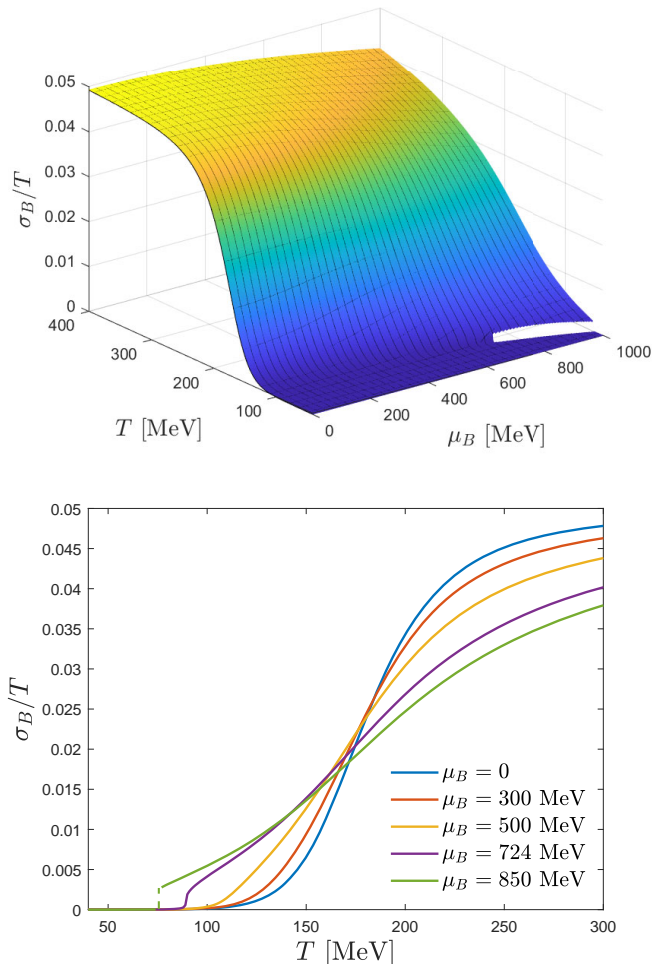 0.05
0.04
0.03
0.02
0.01
0
σ_B/T
400
300
200
100
T [MeV]
0
200
400
600
800
1000
μ_B [MeV]
0.05
0.045
0.04
0.035
0.03
0.025
0.02
0.015
0.01
0.005
0
σ_B/T
μ_B = 0
μ_B = 300 MeV
μ_B = 500 MeV
μ_B = 724 MeV
μ_B = 850 MeV
50 100 150 200 250 300
T [MeV]